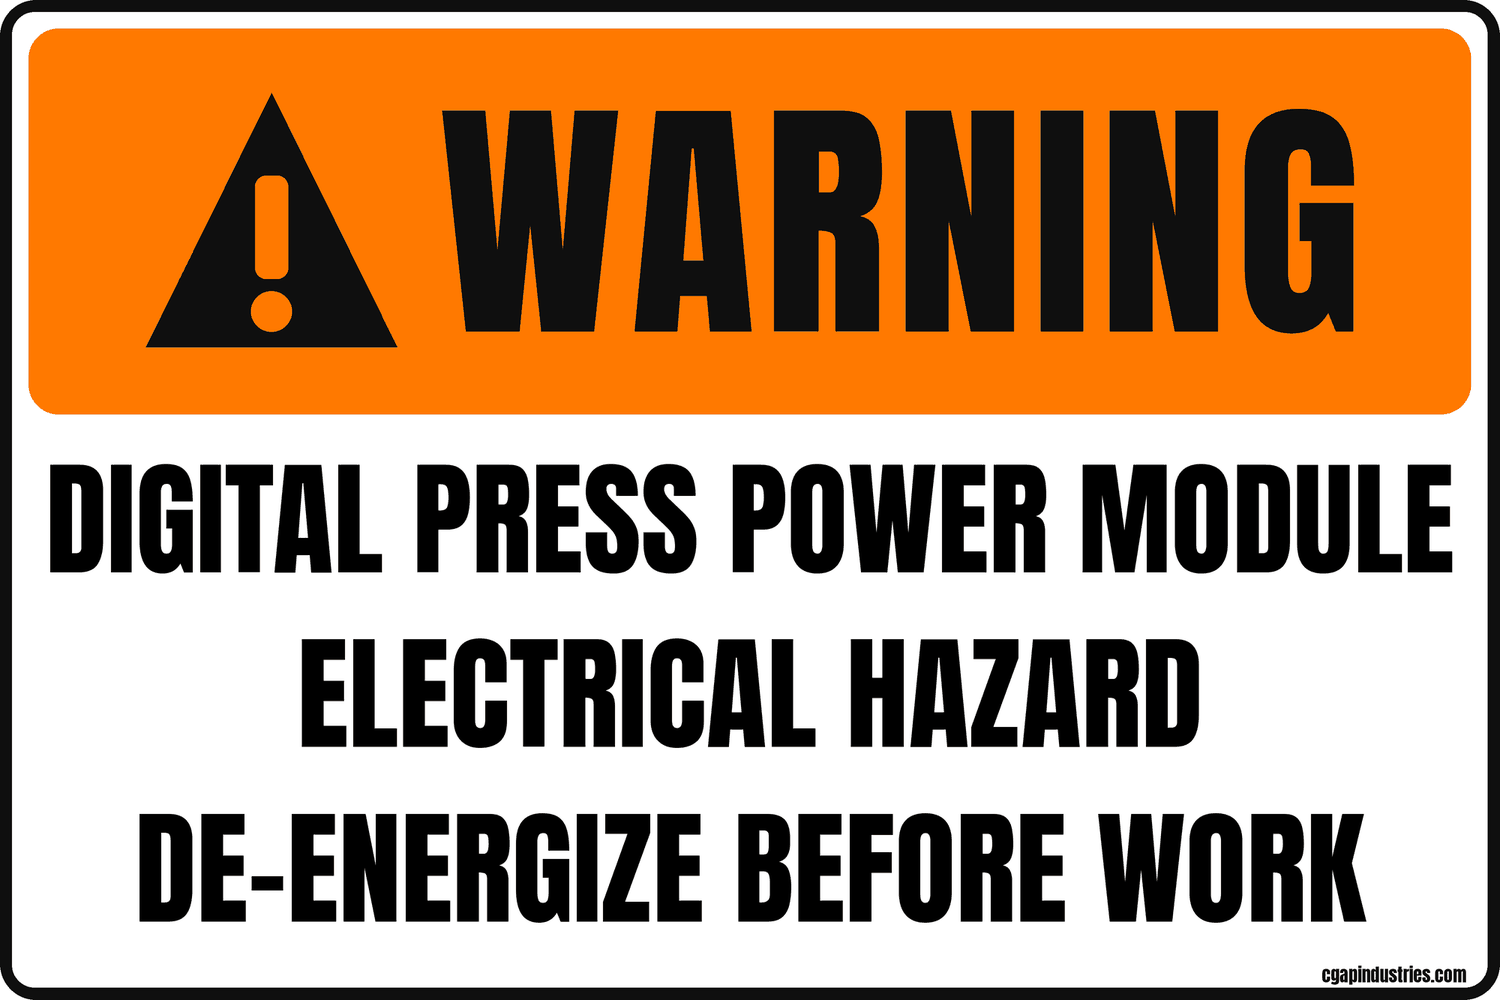 WARNING
DIGITAL PRESS POWER MODULE
ELECTRICAL HAZARD
DE-ENERGIZE BEFORE WORK
cgapindustries.com